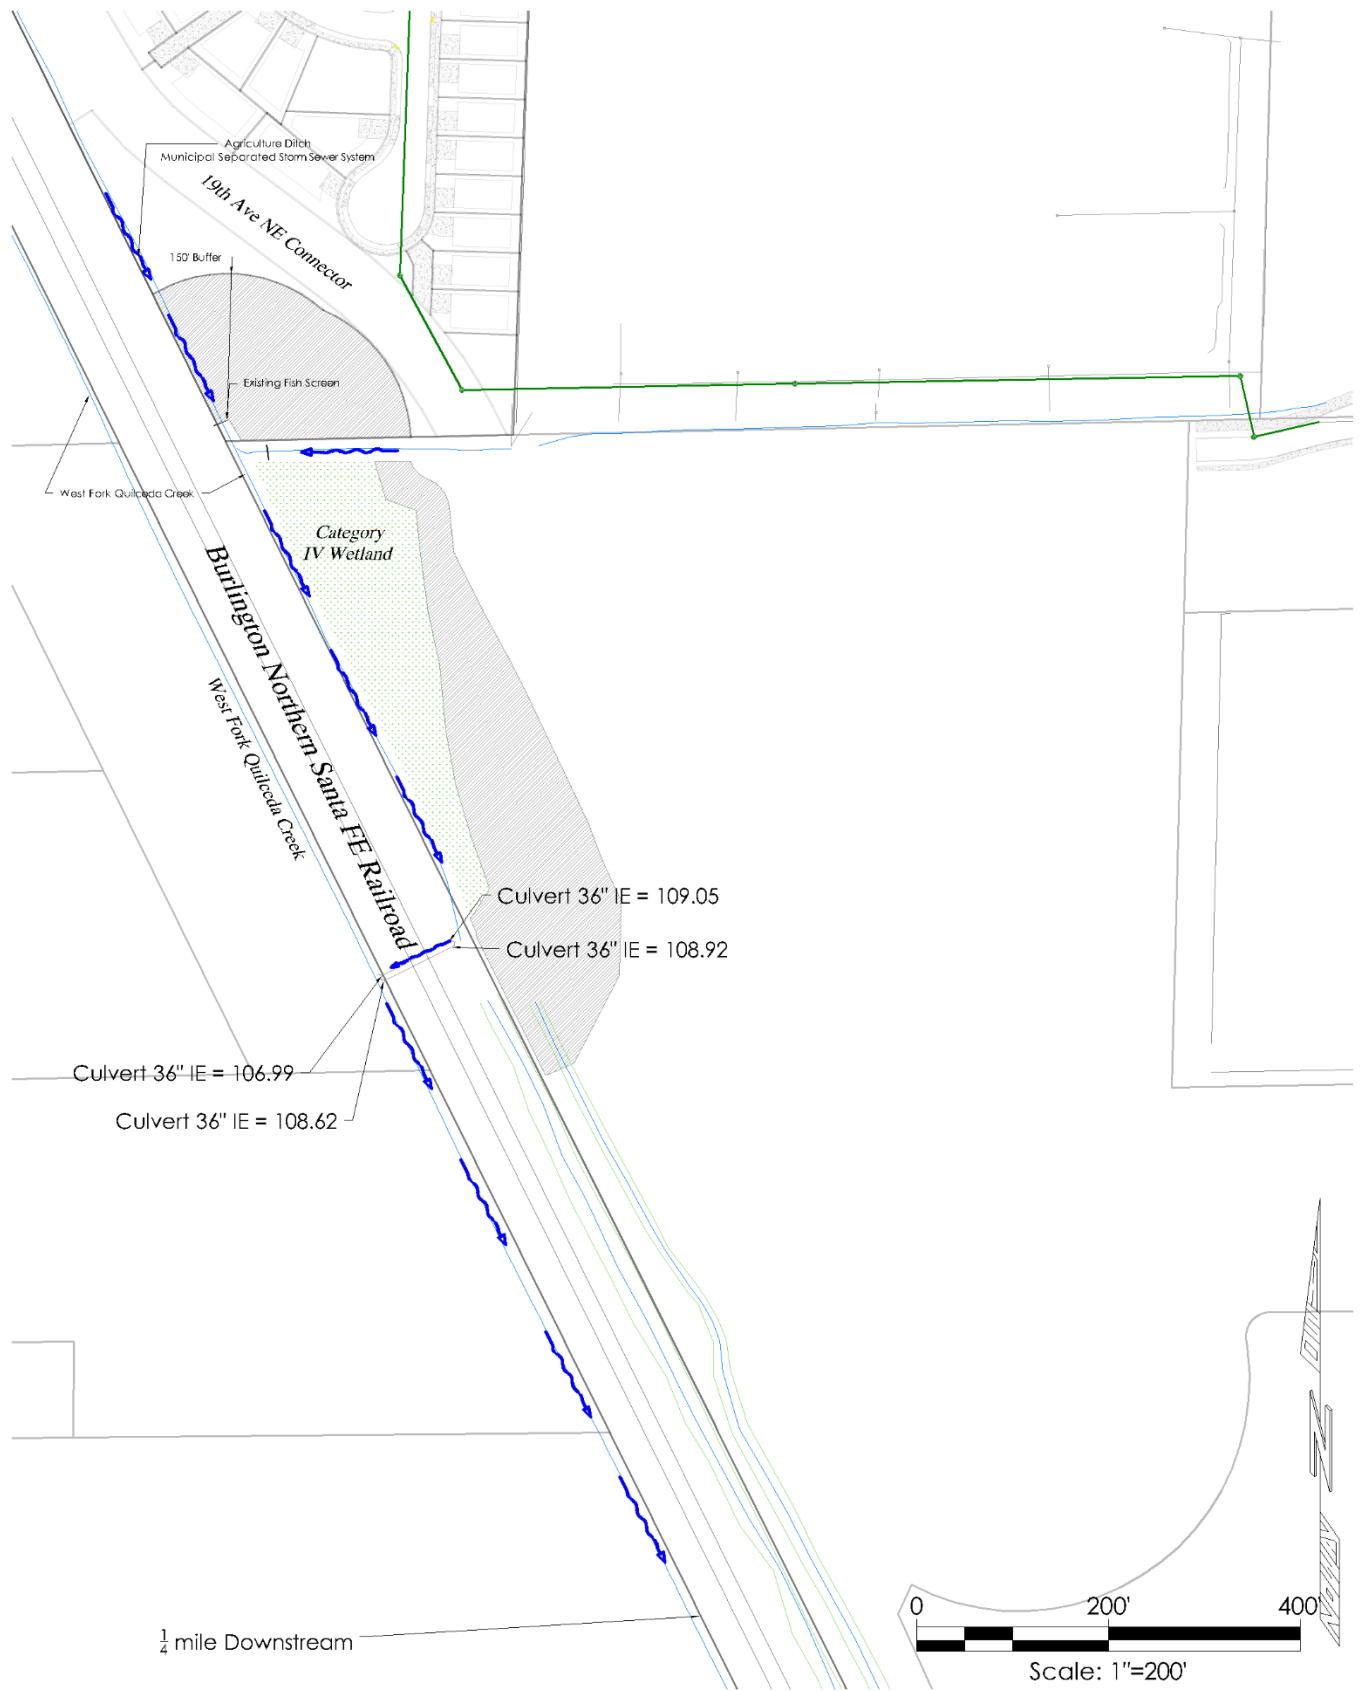 Agriculture Ditch
Municipal Separated Storm Sewer System
19th Ave NE Connector
150' Buffer
Existing Fish Screen
West Fork Quilceda Creek
Category
IV Wetland
Burlington Northern Santa FE Railroad
West Fork Quilceda Creek
Culvert 36" IE = 109.05
Culvert 36" IE = 108.92
Culvert 36" IE = 106.99
Culvert 36" IE = 108.62
1/4 mile Downstream
0 200' 400'
Scale: 1"=200'
N